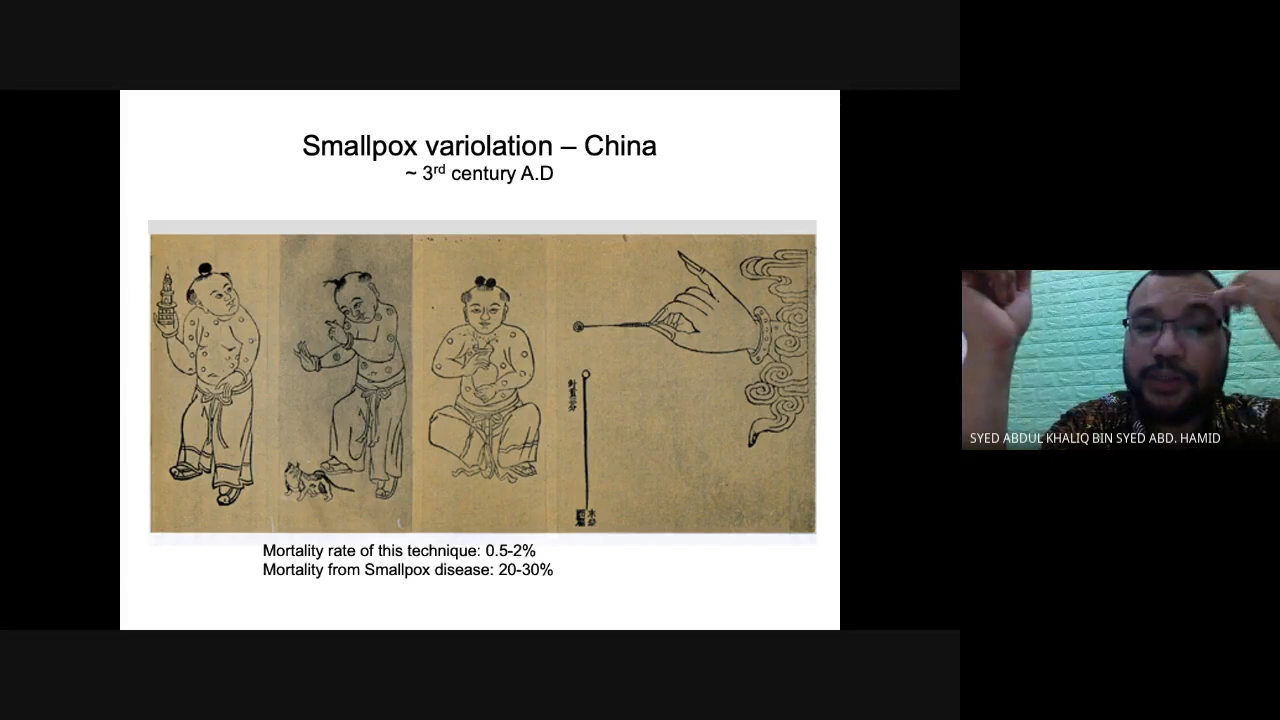 Smallpox variolation – China
~ 3rd century A.D
Mortality rate of this technique: 0.5-2%
Mortality from Smallpox disease: 20-30%
SYED ABDUL KHALIQ BIN SYED ABD. HAMID